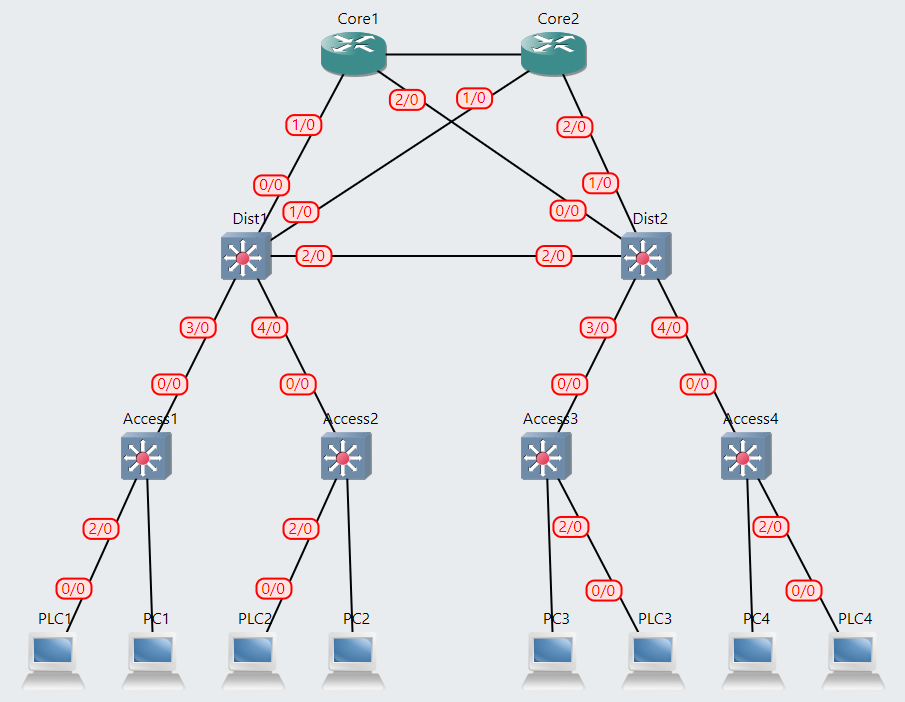 Core1 Core2
2/0 1/0
1/0 2/0
0/0 1/0
1/0 0/0
Dist1 Dist2
2/0 2/0
3/0 4/0 3/0 4/0
0/0 0/0 0/0 0/0
Access1 Access2 Access3 Access4
2/0 2/0 2/0 2/0
0/0 0/0 0/0 0/0
PLC1 PC1 PLC2 PC2 PC3 PLC3 PC4 PLC4